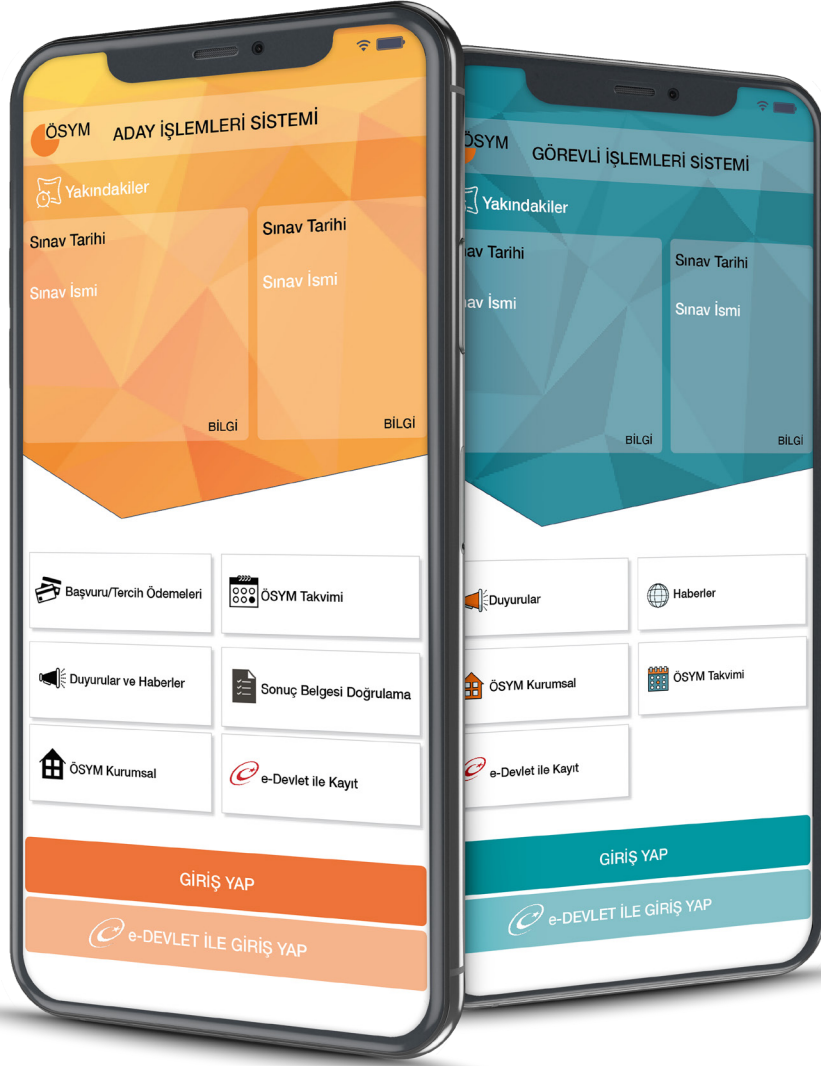 ÖSYM ADAY İŞLEMLERİ SİSTEMİ
Yakındakiler
Sınav Tarihi
Sınav İsmi
BİLGİ
Sınav Tarihi
Sınav İsmi
BİLGİ
Başvuru/Tercih Ödemeleri
ÖSYM Takvimi
Duyurular ve Haberler
Sonuç Belgesi Doğrulama
ÖSYM Kurumsal
e-Devlet ile Kayıt
GİRİŞ YAP
e-DEVLET İLE GİRİŞ YAP
ÖSYM GÖREVLİ İŞLEMLERİ SİSTEMİ
Yakındakiler
av Tarihi
av İsmi
BİLGİ
Sınav Tarihi
Sınav İsmi
BİLGİ
Duyurular
Haberler
ÖSYM Kurumsal
ÖSYM Takvimi
e-Devlet ile Kayıt
GİRİŞ YAP
e-DEVLET İLE GİRİŞ YAP